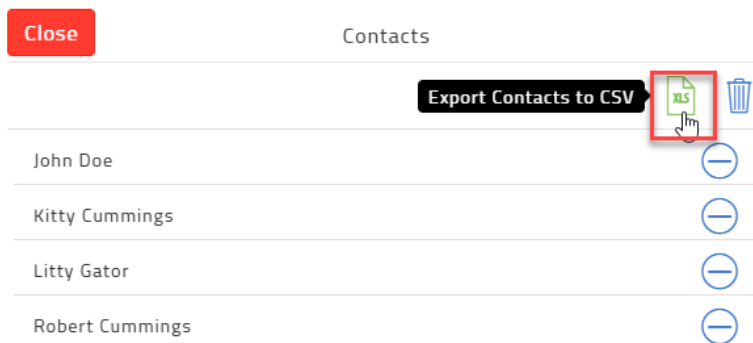 Close
Contacts
Export Contacts to CSV
XLS
John Doe
Kitty Cummings
Litty Gator
Robert Cummings